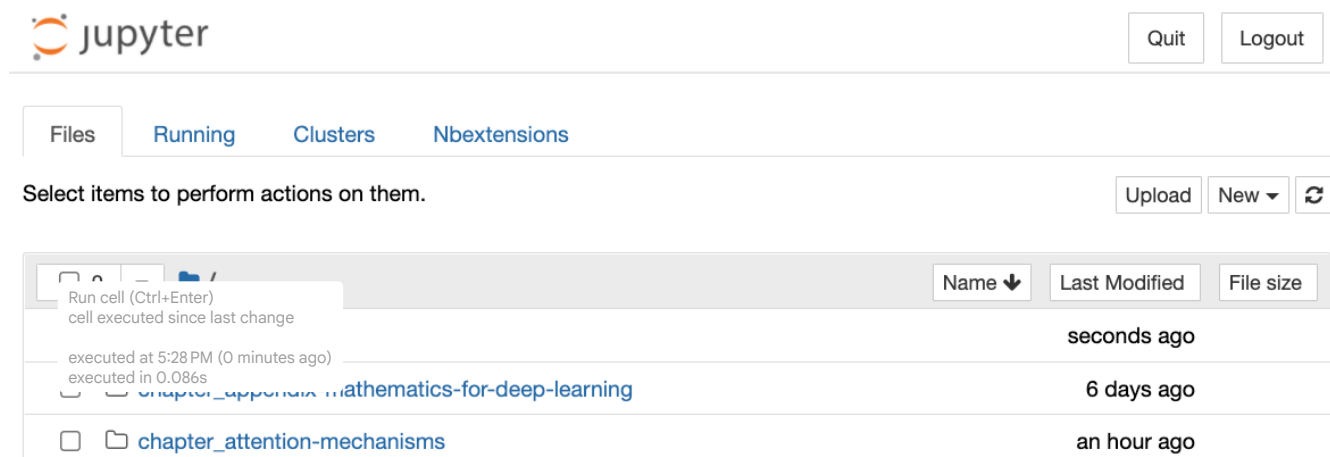 jupyter
Quit Logout
Files Running Clusters Nbextensions
Select items to perform actions on them.
Upload New
0 / Name Last Modified File size
Run cell (Ctrl+Enter)
cell executed since last change
seconds ago
executed at 5:28 PM (0 minutes ago)
executed in 0.086s
chapter_appendix-mathematics-for-deep-learning 6 days ago
chapter_attention-mechanisms an hour ago